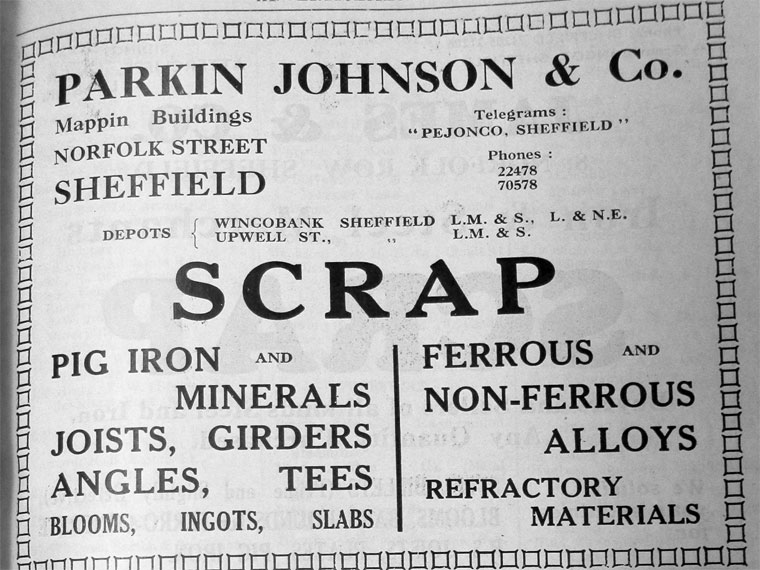 PARKIN JOHNSON & Co.
Mappin Buildings
NORFOLK STREET
SHEFFIELD
Telegrams :
"PEJONCO, SHEFFIELD"
Phones :
22478
70578
DEPOTS { WINCOBANK SHEFFIELD L.M. & S., L. & N.E.
UPWELL ST., ,, L.M. & S.
SCRAP
PIG IRON AND
MINERALS
JOISTS, GIRDERS
ANGLES, TEES
BLOOMS, INGOTS, SLABS
FERROUS AND
NON-FERROUS
ALLOYS
REFRACTORY
MATERIALS